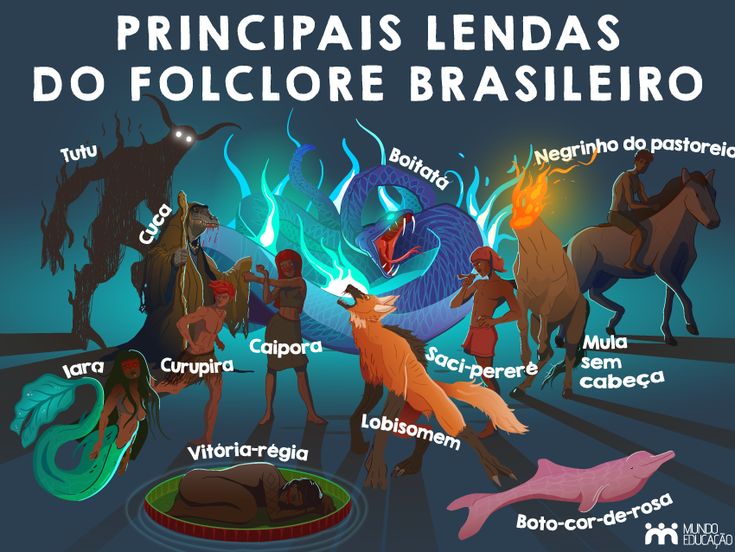 PRINCIPAIS LENDAS
DO FOLCLORE BRASILEIRO
Tutu
Cuca
Boitatá
Negrinho do pastoreio
Iara
Curupira
Caipora
Saci-pererê
Mula
sem
cabeça
Lobisomem
Vitória-régia
Boto-cor-de-rosa
MUNDO
EDUCAÇÃO